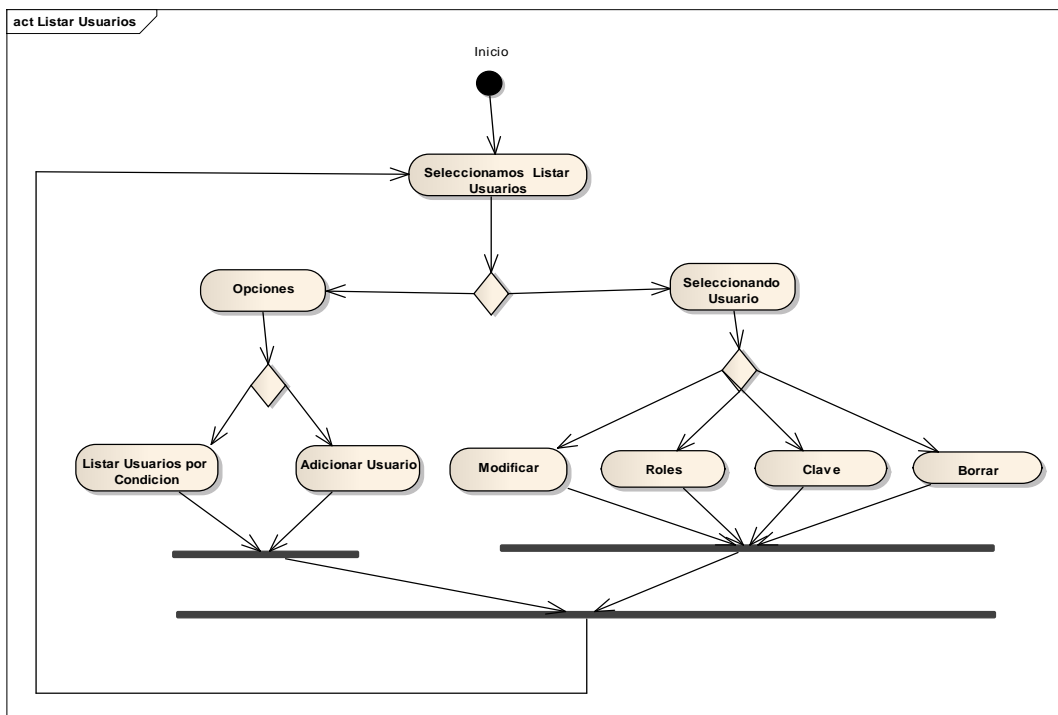 act Listar Usuarios
Inicio
Seleccionamos Listar
Usuarios
Opciones
Seleccionando
Usuario
Listar Usuarios por
Condicion
Adicionar Usuario
Modificar
Roles
Clave
Borrar